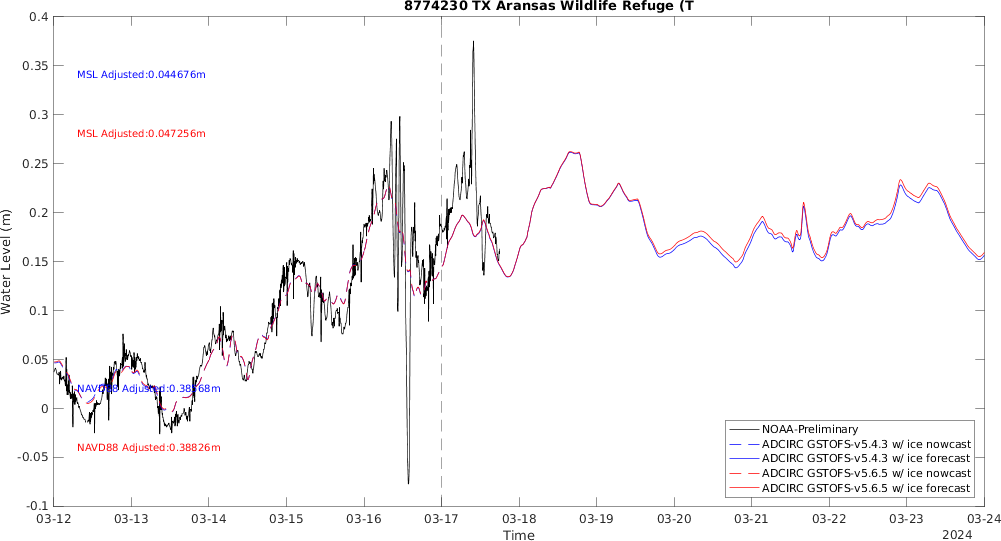 8774230 TX Aransas Wildlife Refuge (T
0.4
0.35
0.3
0.25
0.2
0.15
0.1
0.05
0
-0.05
-0.1
Water Level (m)
MSL Adjusted:0.044676m
MSL Adjusted:0.047256m
NAVD88 Adjusted: m
NAVD88 Adjusted:0.38826m
NOAA-Preliminary
ADCIRC GSTOFS-v5.4.3 w/ ice nowcast
ADCIRC GSTOFS-v5.4.3 w/ ice forecast
ADCIRC GSTOFS-v5.6.5 w/ ice nowcast
ADCIRC GSTOFS-v5.6.5 w/ ice forecast
03-12 03-13 03-14 03-15 03-16 03-17 03-18 03-19 03-20 03-21 03-22 03-23 03-24
Time
2024